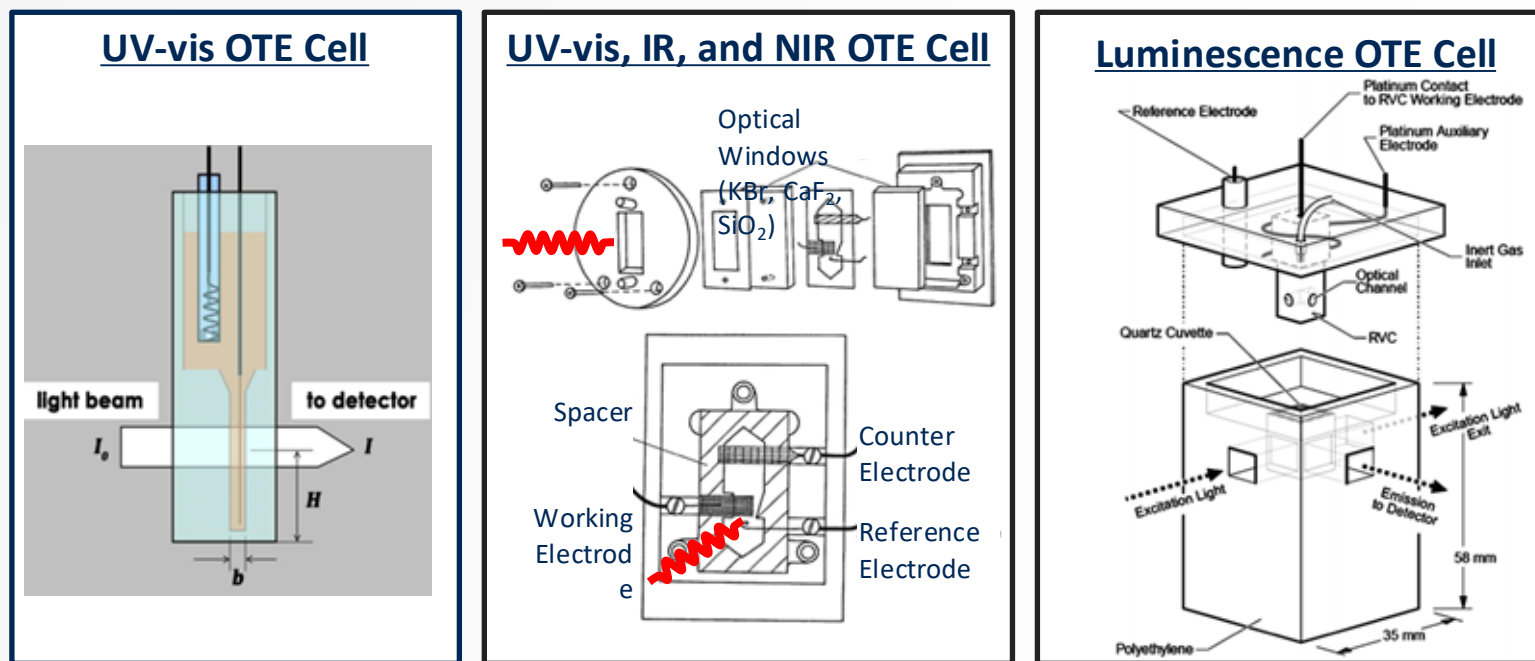 UV-vis OTE Cell
light beam
to detector
I₀
I
H
b
UV-vis, IR, and NIR OTE Cell
Optical
Windows
(KBr, CaF₂,
SiO₂)
Spacer
Counter
Electrode
Working
Electrod
e
Reference
Electrode
Luminescence OTE Cell
Platinum Contact
to RVC Working Electrode
Reference Electrode
Platinum Auxiliary
Electrode
Inert Gas
Inlet
Optical
Channel
Quartz Cuvette
RVC
Excitation Light
Exit
Excitation Light
Emission
to Detector
58 mm
35 mm
Polyethylene